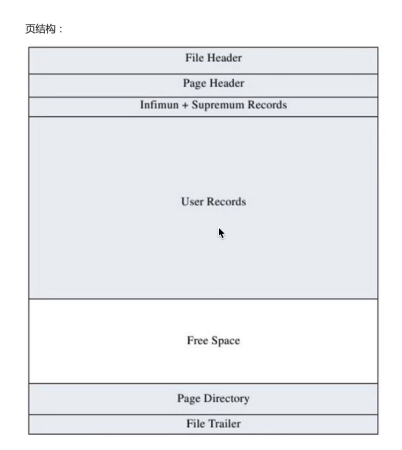 页结构：
File Header
Page Header
Infimun + Supremum Records
User Records
Free Space
Page Directory
File Trailer